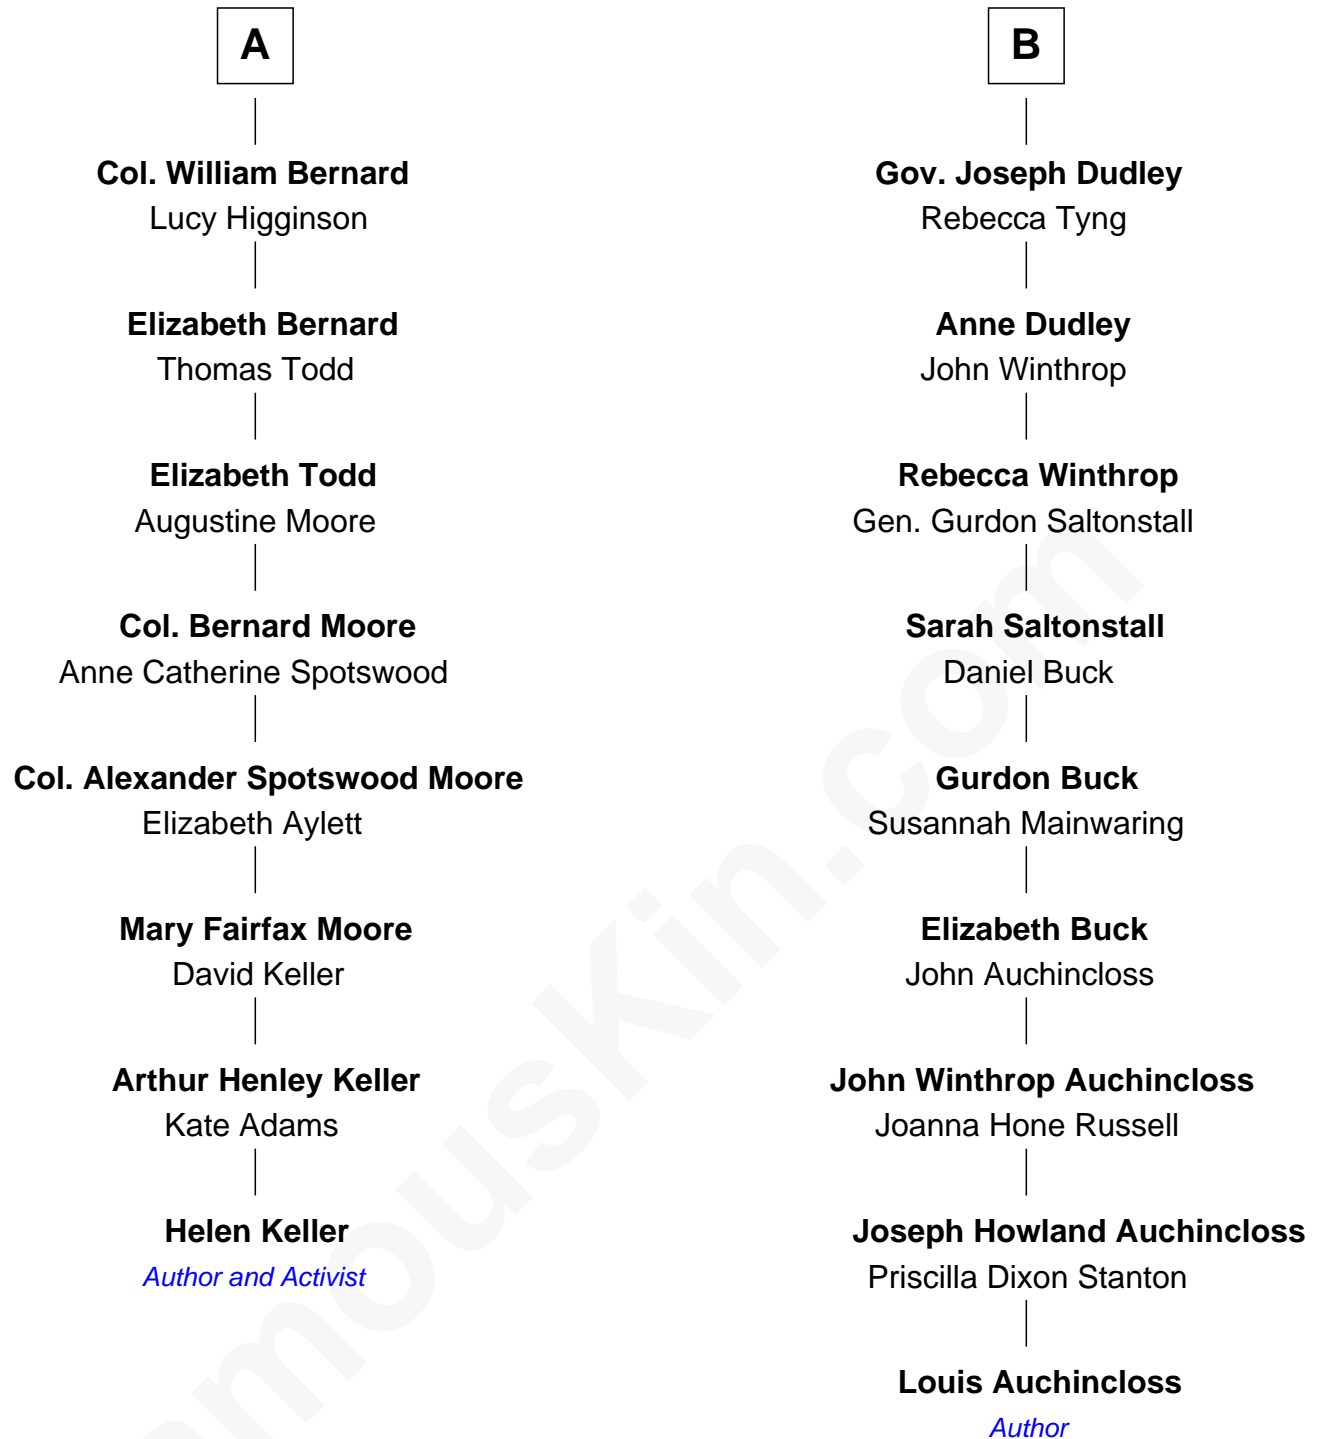 A
Col. William Bernard
Lucy Higginson
Elizabeth Bernard
Thomas Todd
Elizabeth Todd
Augustine Moore
Col. Bernard Moore
Anne Catherine Spotswood
Col. Alexander Spotswood Moore
Elizabeth Aylett
Mary Fairfax Moore
David Keller
Arthur Henley Keller
Kate Adams
Helen Keller
Author and Activist
B
Gov. Joseph Dudley
Rebecca Tyng
Anne Dudley
John Winthrop
Rebecca Winthrop
Gen. Gurdon Saltonstall
Sarah Saltonstall
Daniel Buck
Gurdon Buck
Susannah Mainwaring
Elizabeth Buck
John Auchincloss
John Winthrop Auchincloss
Joanna Hone Russell
Joseph Howland Auchincloss
Priscilla Dixon Stanton
Louis Auchincloss
Author
amouskin.com